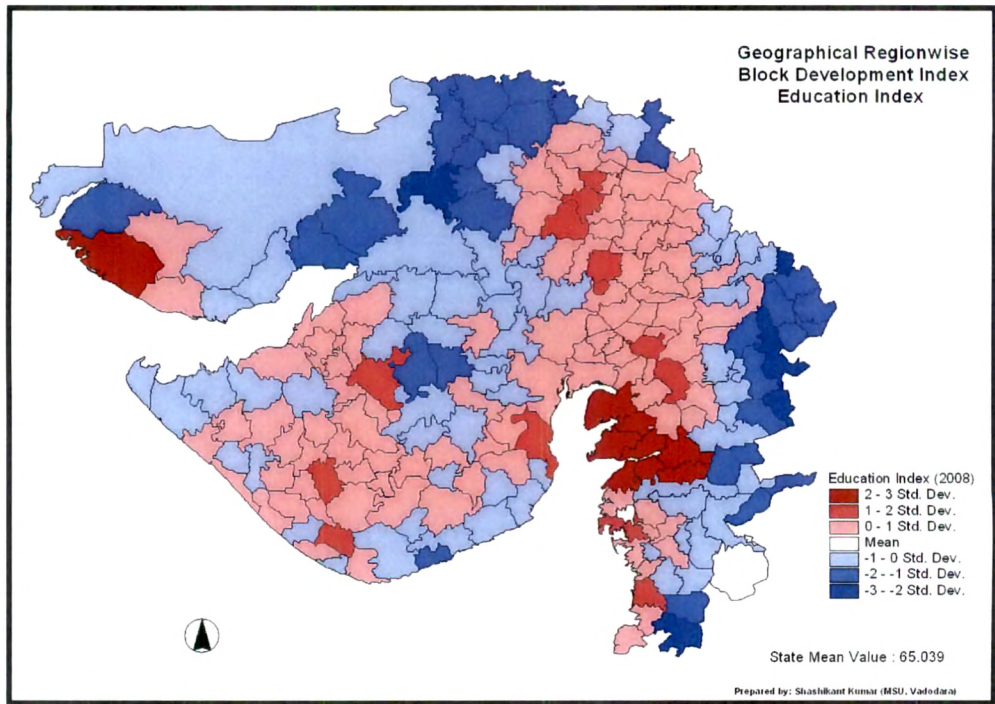 Geographical Regionwise
Block Development Index
Education Index
Education Index (2008)
2 - 3 Std. Dev.
1 - 2 Std. Dev.
0 - 1 Std. Dev.
Mean
-1 - 0 Std. Dev.
-2 - -1 Std. Dev.
-3 - -2 Std. Dev.
State Mean Value : 65.039
Prepared by: Shashikant Kumar (MSU, Vadodara)